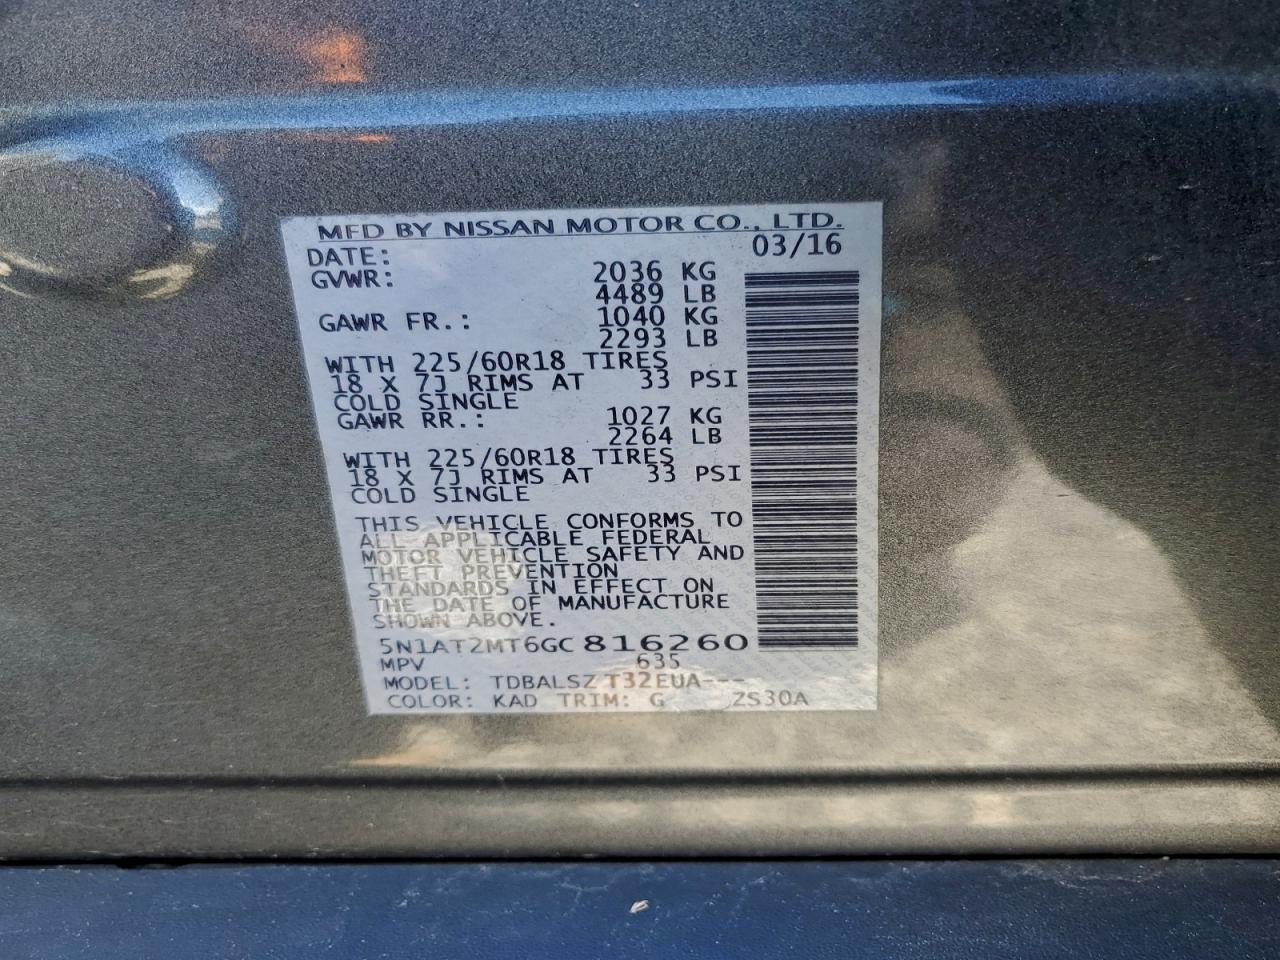 MFD BY NISSAN MOTOR CO., LTD.
DATE: 03/16
GVWR: 2036 KG
4489 LB
GAWR FR.: 1040 KG
2293 LB
WITH 225/60R18 TIRES
18 X 7J RIMS AT 33 PSI
COLD SINGLE
GAWR RR.: 1027 KG
2264 LB
WITH 225/60R18 TIRES
18 X 7J RIMS AT 33 PSI
COLD SINGLE
THIS VEHICLE CONFORMS TO
ALL APPLICABLE FEDERAL
MOTOR VEHICLE SAFETY AND
THEFT PREVENTION
STANDARDS IN EFFECT ON
THE DATE OF MANUFACTURE
SHOWN ABOVE.
5N1AT2MT6GC816260
MPV 635
MODEL: TDBALSZ T32EUA---
COLOR: KAD TRIM: G ZS30A